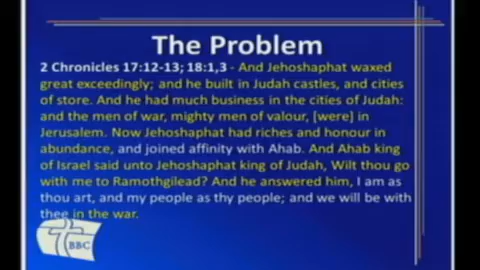 The Problem
2 Chronicles 17:12-13; 18:1,3 - And Jehoshaphat waxed
great exceedingly; and he built in Judah castles, and cities
of store. And he had much business in the cities of Judah:
and the men of war, mighty men of valour, [were] in
Jerusalem. Now Jehoshaphat had riches and honour in
abundance, and joined affinity with Ahab. And Ahab king
of Israel said unto Jehoshaphat king of Judah, Wilt thou go
with me to Ramothgilead? And he answered him, I am as
thou art, and my people as thy people; and we will be with
thee in the war.
BBC